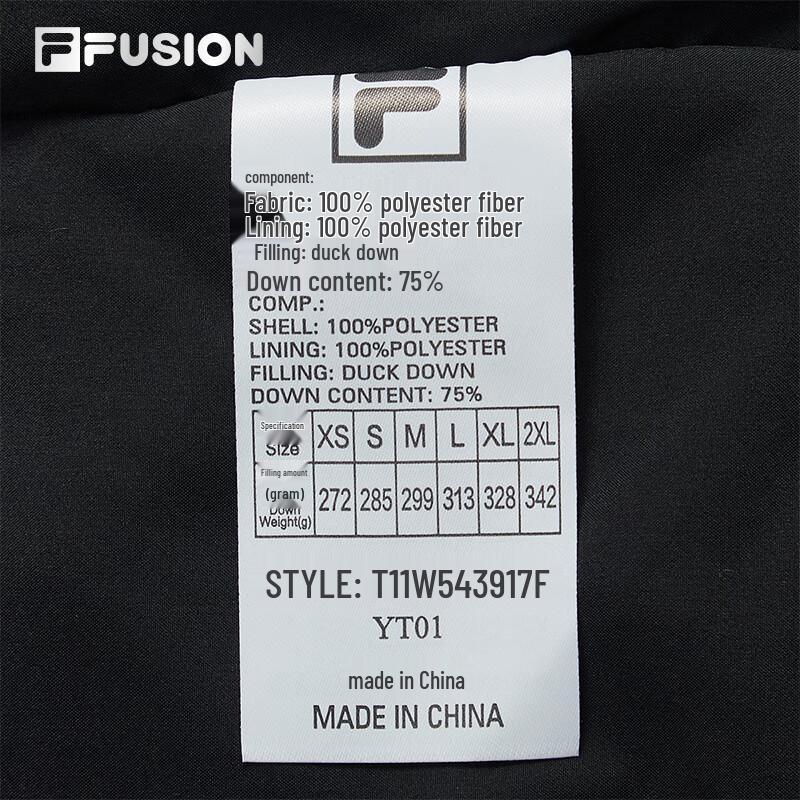 FFUSION
component:
Fabric: 100% polyester fiber
Lining: 100% polyester fiber
Filling: duck down
Down content: 75%
COMP.:
SHELL: 100%POLYESTER
LINING: 100%POLYESTER
FILLING: DUCK DOWN
DOWN CONTENT: 75%
Specification
Size XS S M L XL 2XL
Filling amount
(gram) 272 285 299 313 328 342
Down
Weight(g)
STYLE: T11W543917F
YT01
made in China
MADE IN CHINA